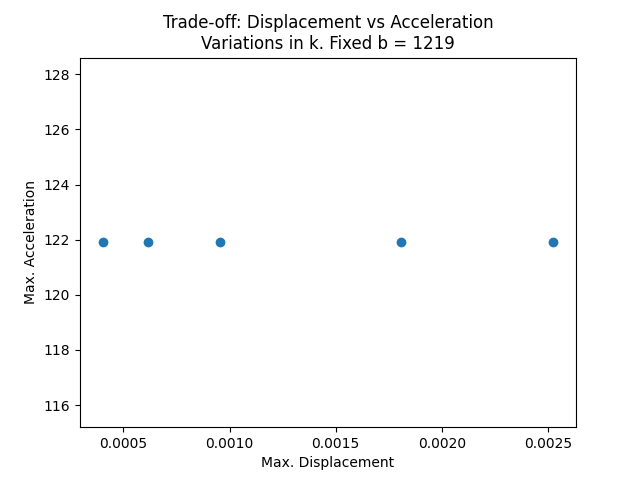 Trade-off: Displacement vs Acceleration
Variations in k. Fixed b = 1219
128
126
124
122
120
118
116
Max. Acceleration
0.0005 0.0010 0.0015 0.0020 0.0025
Max. Displacement